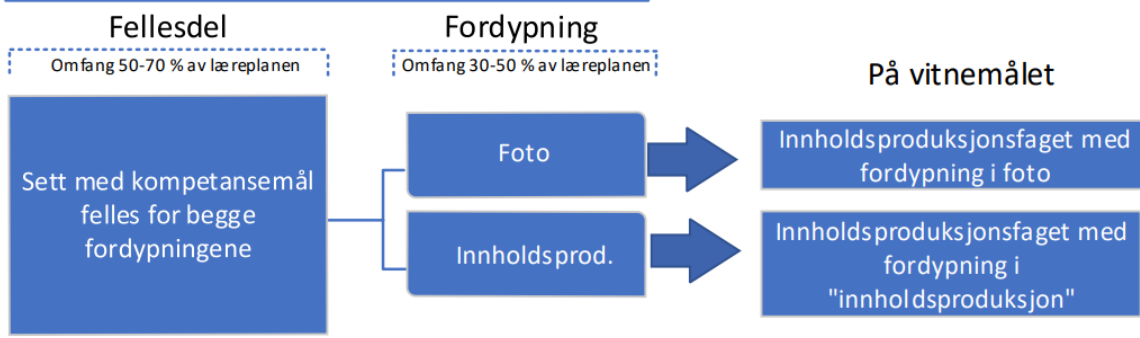 Fellesdel
Omfang 50-70 % av læreplanen
Sett med kompetansemål
felles for begge
fordypningene
Fordypning
Omfang 30-50 % av læreplanen
Foto
Innholdsprod.
På vitnemålet
Innholdsproduksjonsfaget med
fordypning i foto
Innholdsproduksjonsfaget med
fordypning i
"innholdsproduksjon"